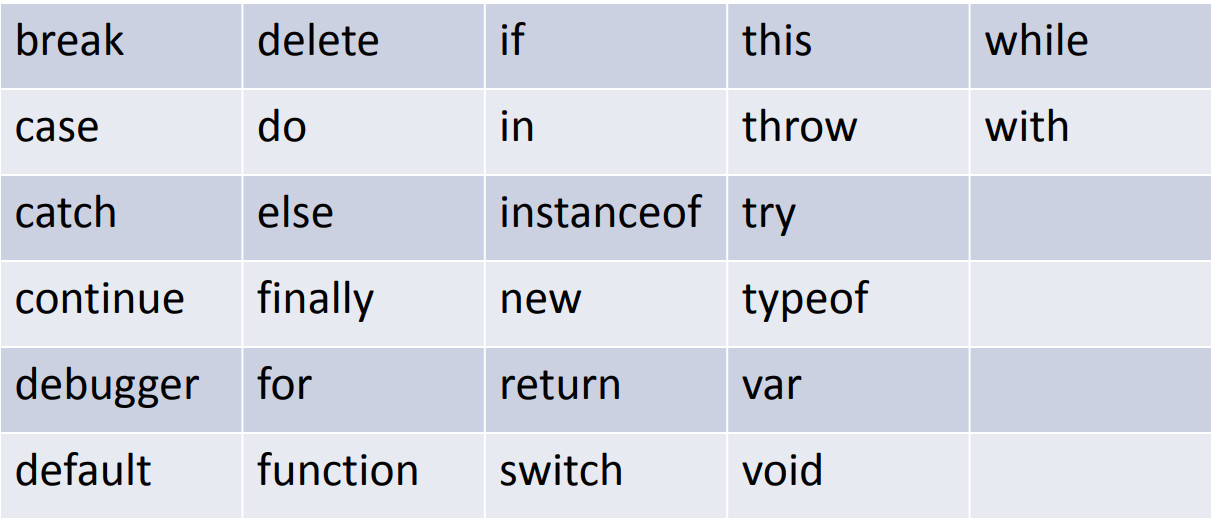 break delete if this while
case do in throw with
catch else instanceof try
continue finally new typeof
debugger for return var
default function switch void